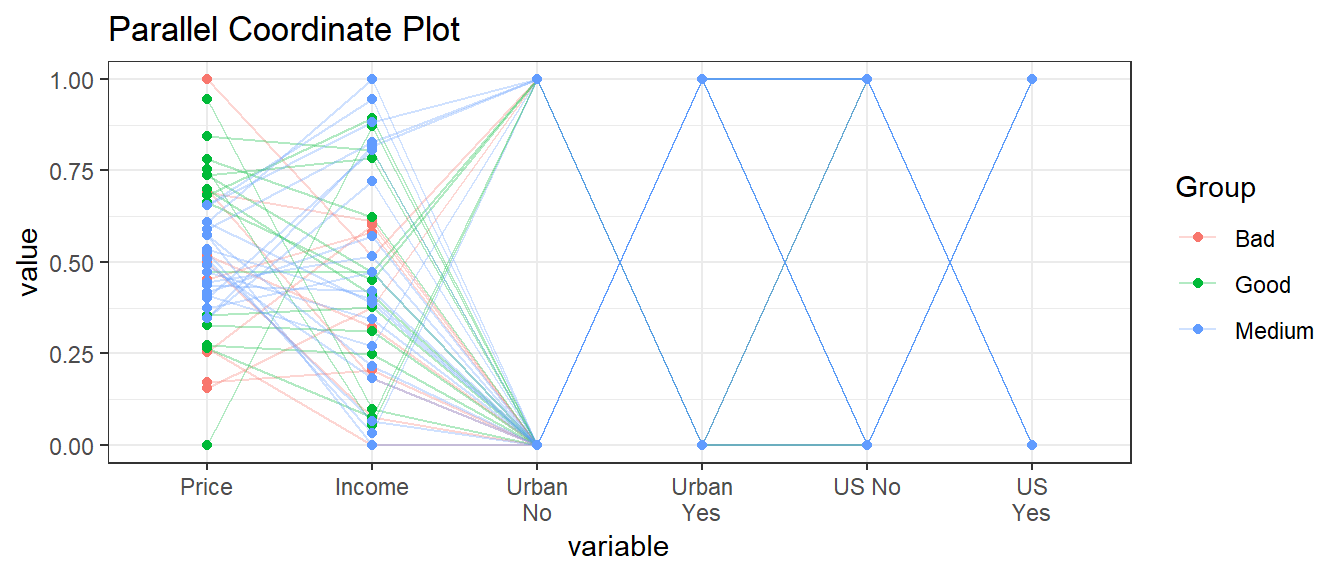 Parallel Coordinate Plot
value
1.00
0.75
0.50
0.25
0.00
Price
Income
Urban
No
Urban
Yes
US No
US
Yes
variable
Group
Bad
Good
Medium